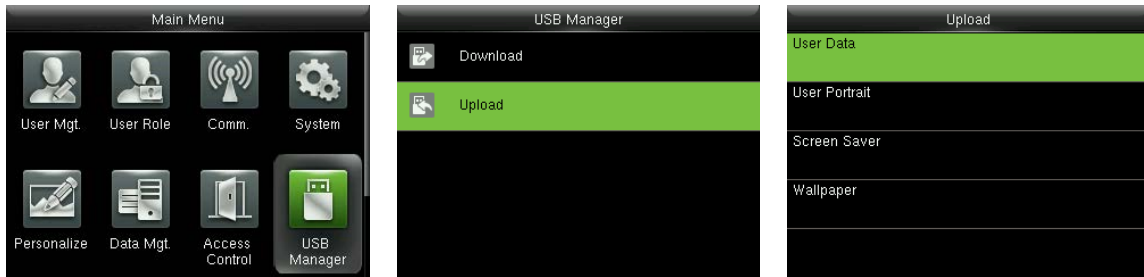 Main Menu
User Mgt.
User Role
Comm.
System
Personalize
Data Mgt.
Access
Control
USB
Manager
USB Manager
Download
Upload
Upload
User Data
User Portrait
Screen Saver
Wallpaper